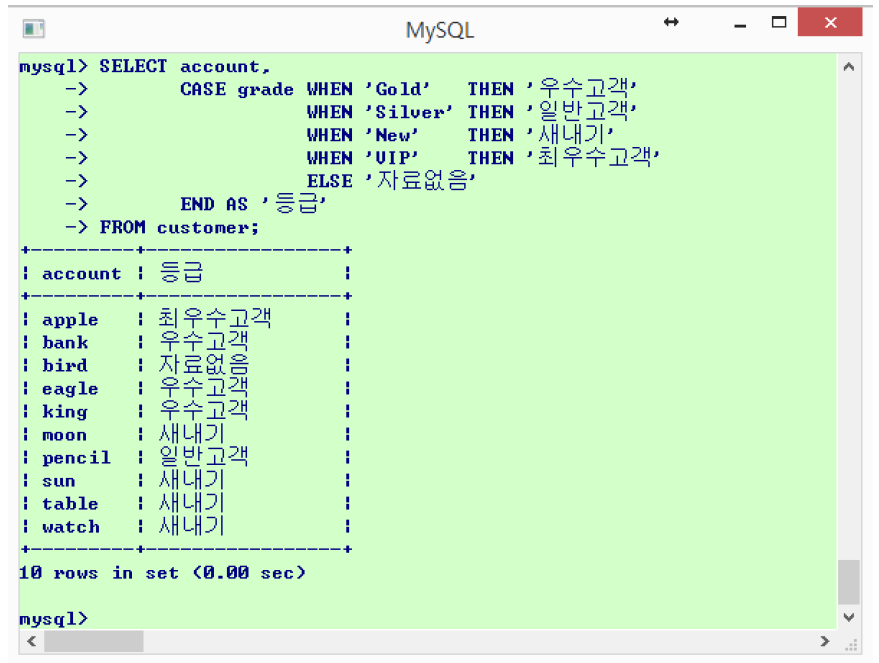 MySQL
mysql> SELECT account,
    ->        CASE grade WHEN 'Gold'   THEN '우수고객'
    ->                   WHEN 'Silver' THEN '일반고객'
    ->                   WHEN 'New'    THEN '새내기'
    ->                   WHEN 'VIP'    THEN '최우수고객'
    ->                   ELSE '자료없음'
    ->        END AS '등급'
    -> FROM customer;
+---------+-----------------+
| account | 등급            |
+---------+-----------------+
| apple   | 최우수고객      |
| bank    | 우수고객        |
| bird    | 자료없음        |
| eagle   | 우수고객        |
| king    | 우수고객        |
| moon    | 새내기          |
| pencil  | 일반고객        |
| sun     | 새내기          |
| table   | 새내기          |
| watch   | 새내기          |
+---------+-----------------+
10 rows in set (0.00 sec)
mysql>